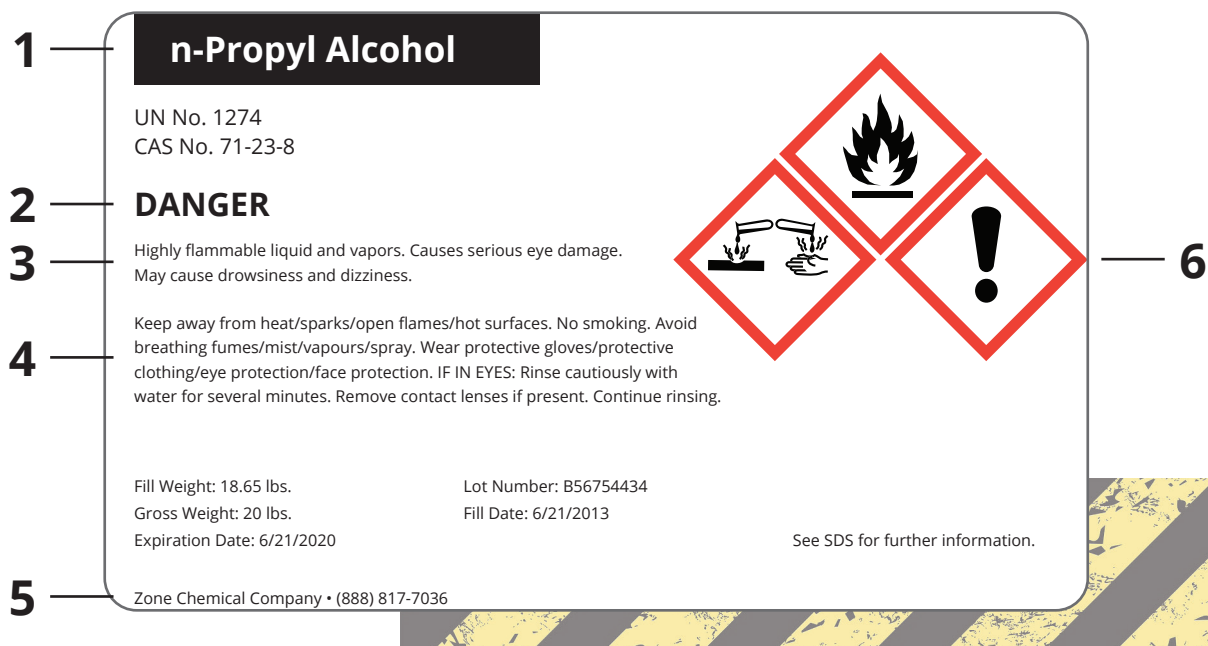 1
n-Propyl Alcohol
UN No. 1274
CAS No. 71-23-8
2
DANGER
3
Highly flammable liquid and vapors. Causes serious eye damage.
May cause drowsiness and dizziness.
6
4
Keep away from heat/sparks/open flames/hot surfaces. No smoking. Avoid
breathing fumes/mist/vapours/spray. Wear protective gloves/protective
clothing/eye protection/face protection. IF IN EYES: Rinse cautiously with
water for several minutes. Remove contact lenses if present. Continue rinsing.
Fill Weight: 18.65 lbs.
Gross Weight: 20 lbs.
Expiration Date: 6/21/2020
Lot Number: B56754434
Fill Date: 6/21/2013
See SDS for further information.
5
Zone Chemical Company • (888) 817-7036